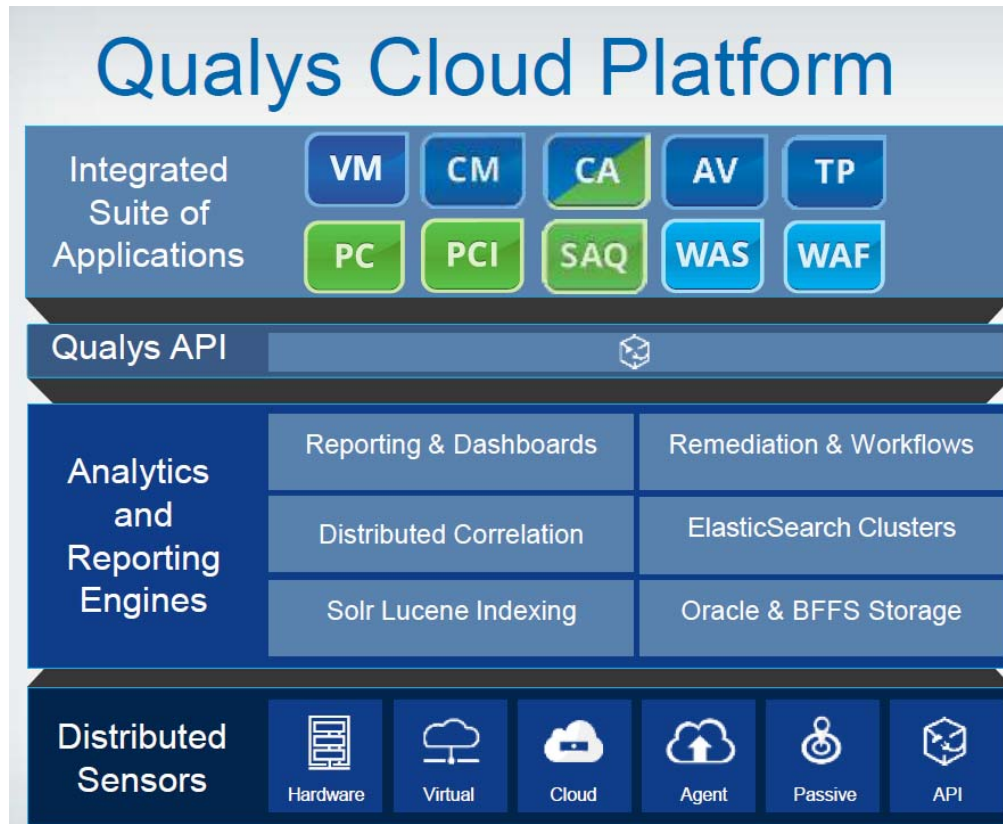 Qualys Cloud Platform
Integrated
Suite of
Applications
VM CM CA AV TP
PC PCI SAQ WAS WAF
Qualys API
Analytics
and
Reporting
Engines
Reporting & Dashboards Remediation & Workflows
Distributed Correlation ElasticSearch Clusters
Solr Lucene Indexing Oracle & BFFS Storage
Distributed
Sensors
Hardware Virtual Cloud Agent Passive API